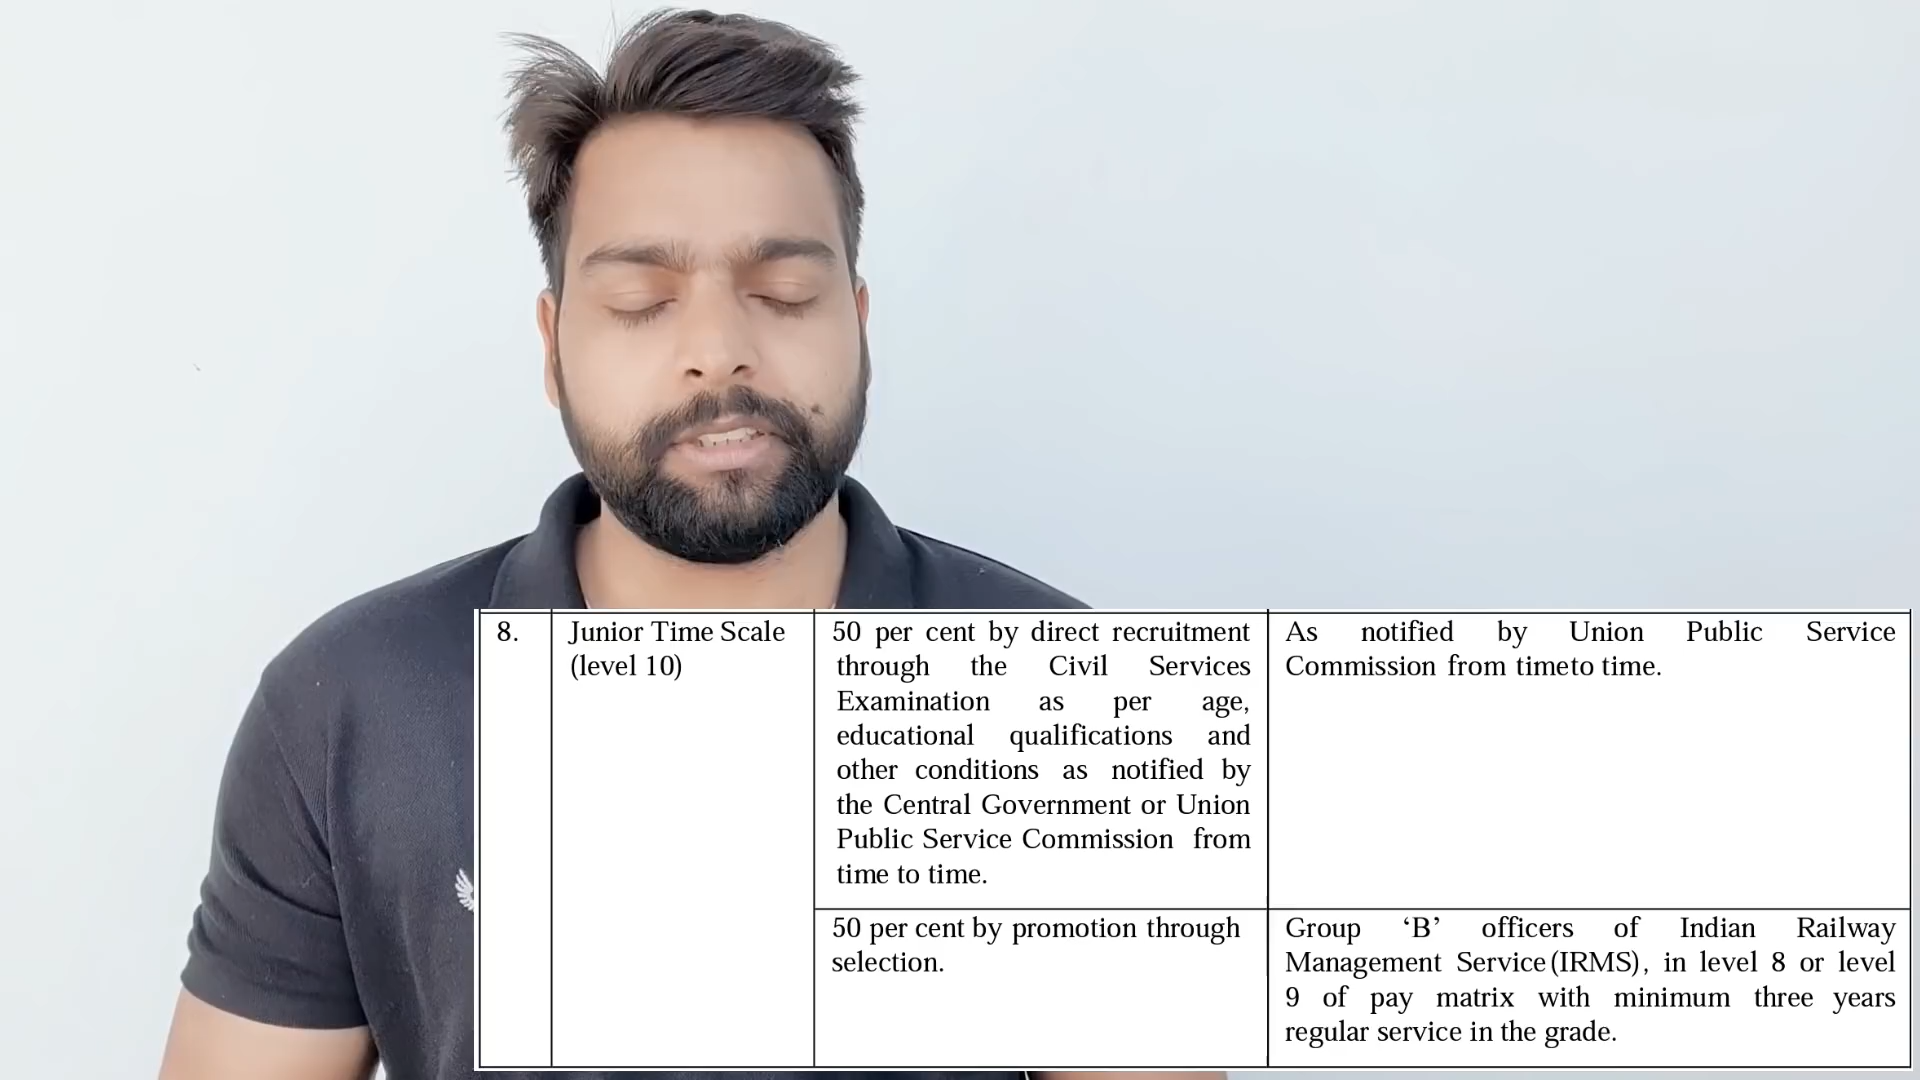 8.
Junior Time Scale
(level 10)
50 per cent by direct recruitment
through the Civil Services
Examination as per age,
educational qualifications and
other conditions as notified by
the Central Government or Union
Public Service Commission from
time to time.
As notified by Union Public Service
Commission from timeto time.
50 per cent by promotion through
selection.
Group ‘B’ officers of Indian Railway
Management Service(IRMS), in level 8 or level
9 of pay matrix with minimum three years
regular service in the grade.